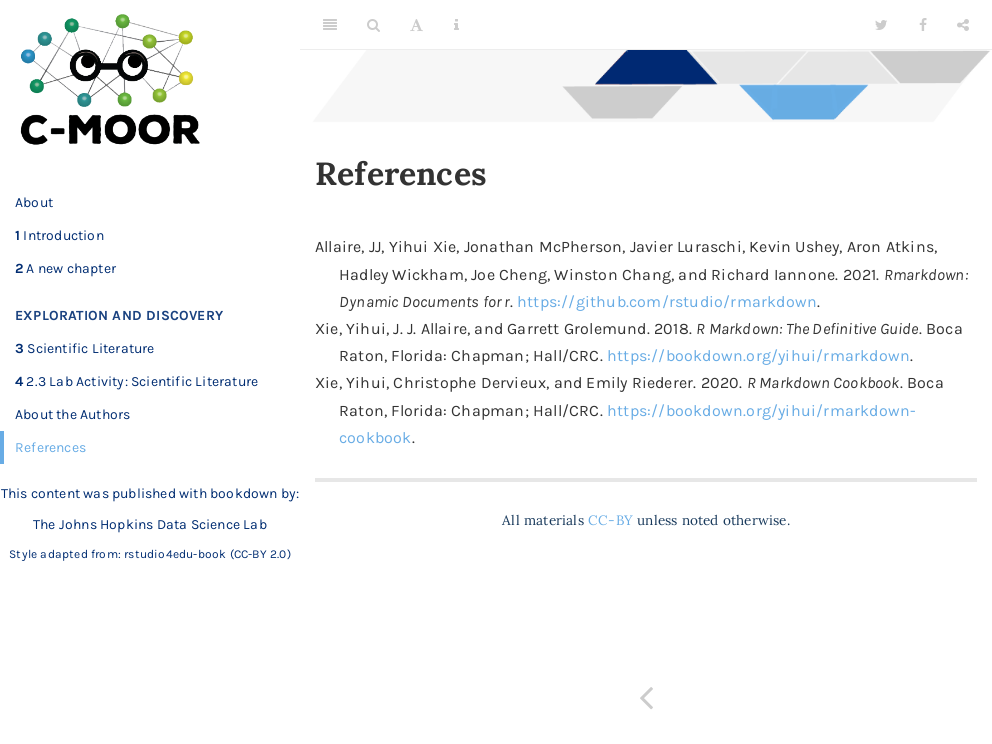 C-MOOR
About
1 Introduction
2 A new chapter
EXPLORATION AND DISCOVERY
3 Scientific Literature
4 2.3 Lab Activity: Scientific Literature
About the Authors
References
This content was published with bookdown by:
The Johns Hopkins Data Science Lab
Style adapted from: rstudio4edu-book (CC-BY 2.0)
References
Allaire, JJ, Yihui Xie, Jonathan McPherson, Javier Luraschi, Kevin Ushey, Aron Atkins,
Hadley Wickham, Joe Cheng, Winston Chang, and Richard Iannone. 2021. Rmarkdown:
Dynamic Documents for r. https://github.com/rstudio/rmarkdown.
Xie, Yihui, J. J. Allaire, and Garrett Grolemund. 2018. R Markdown: The Definitive Guide. Boca
Raton, Florida: Chapman; Hall/CRC. https://bookdown.org/yihui/rmarkdown.
Xie, Yihui, Christophe Dervieux, and Emily Riederer. 2020. R Markdown Cookbook. Boca
Raton, Florida: Chapman; Hall/CRC. https://bookdown.org/yihui/rmarkdown-
cookbook.
All materials CC-BY unless noted otherwise.